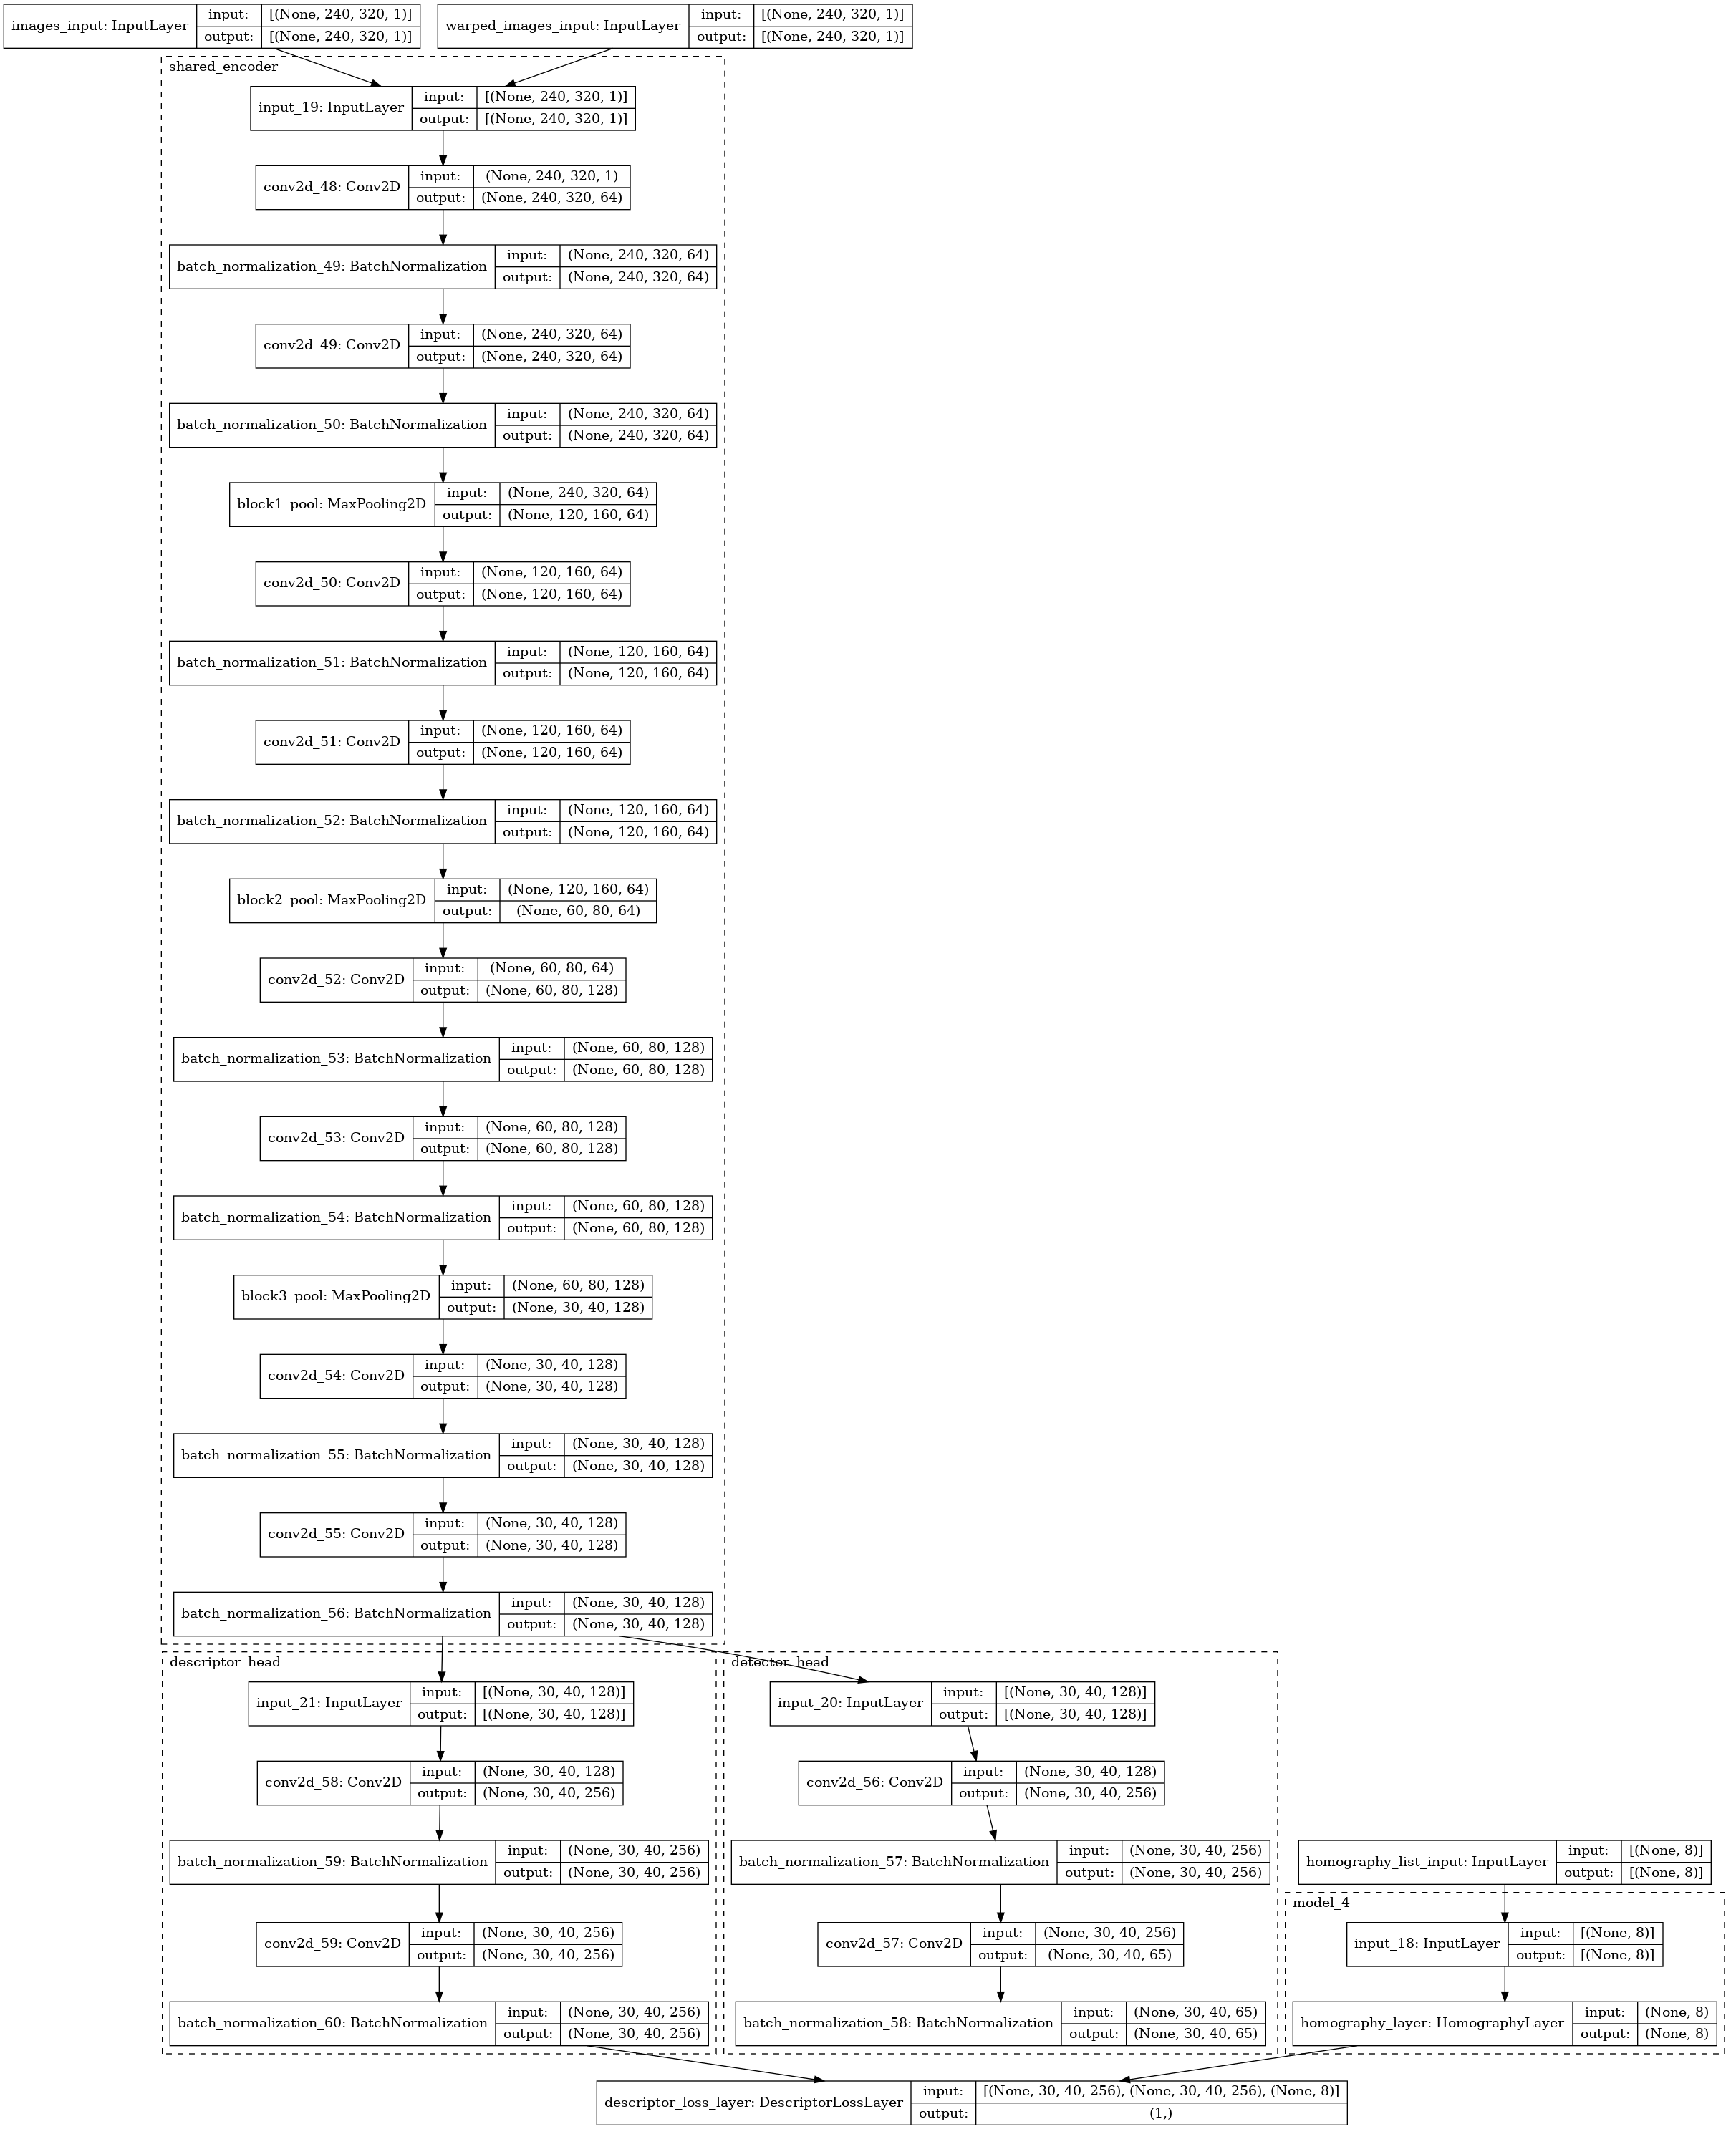 images_input: InputLayer
input:
[(None, 240, 320, 1)]
output:
[(None, 240, 320, 1)]
warped_images_input: InputLayer
input:
[(None, 240, 320, 1)]
output:
[(None, 240, 320, 1)]
shared_encoder
input_19: InputLayer
input:
[(None, 240, 320, 1)]
output:
[(None, 240, 320, 1)]
conv2d_48: Conv2D
input:
(None, 240, 320, 1)
output:
(None, 240, 320, 64)
batch_normalization_49: BatchNormalization
input:
(None, 240, 320, 64)
output:
(None, 240, 320, 64)
conv2d_49: Conv2D
input:
(None, 240, 320, 64)
output:
(None, 240, 320, 64)
batch_normalization_50: BatchNormalization
input:
(None, 240, 320, 64)
output:
(None, 240, 320, 64)
block1_pool: MaxPooling2D
input:
(None, 240, 320, 64)
output:
(None, 120, 160, 64)
conv2d_50: Conv2D
input:
(None, 120, 160, 64)
output:
(None, 120, 160, 64)
batch_normalization_51: BatchNormalization
input:
(None, 120, 160, 64)
output:
(None, 120, 160, 64)
conv2d_51: Conv2D
input:
(None, 120, 160, 64)
output:
(None, 120, 160, 64)
batch_normalization_52: BatchNormalization
input:
(None, 120, 160, 64)
output:
(None, 120, 160, 64)
block2_pool: MaxPooling2D
input:
(None, 120, 160, 64)
output:
(None, 60, 80, 64)
conv2d_52: Conv2D
input:
(None, 60, 80, 64)
output:
(None, 60, 80, 128)
batch_normalization_53: BatchNormalization
input:
(None, 60, 80, 128)
output:
(None, 60, 80, 128)
conv2d_53: Conv2D
input:
(None, 60, 80, 128)
output:
(None, 60, 80, 128)
batch_normalization_54: BatchNormalization
input:
(None, 60, 80, 128)
output:
(None, 60, 80, 128)
block3_pool: MaxPooling2D
input:
(None, 60, 80, 128)
output:
(None, 30, 40, 128)
conv2d_54: Conv2D
input:
(None, 30, 40, 128)
output:
(None, 30, 40, 128)
batch_normalization_55: BatchNormalization
input:
(None, 30, 40, 128)
output:
(None, 30, 40, 128)
conv2d_55: Conv2D
input:
(None, 30, 40, 128)
output:
(None, 30, 40, 128)
batch_normalization_56: BatchNormalization
input:
(None, 30, 40, 128)
output:
(None, 30, 40, 128)
descriptor_head
input_21: InputLayer
input:
[(None, 30, 40, 128)]
output:
[(None, 30, 40, 128)]
conv2d_58: Conv2D
input:
(None, 30, 40, 128)
output:
(None, 30, 40, 256)
batch_normalization_59: BatchNormalization
input:
(None, 30, 40, 256)
output:
(None, 30, 40, 256)
conv2d_59: Conv2D
input:
(None, 30, 40, 256)
output:
(None, 30, 40, 256)
batch_normalization_60: BatchNormalization
input:
(None, 30, 40, 256)
output:
(None, 30, 40, 256)
detector_head
input_20: InputLayer
input:
[(None, 30, 40, 128)]
output:
[(None, 30, 40, 128)]
conv2d_56: Conv2D
input:
(None, 30, 40, 128)
output:
(None, 30, 40, 256)
batch_normalization_57: BatchNormalization
input:
(None, 30, 40, 256)
output:
(None, 30, 40, 256)
conv2d_57: Conv2D
input:
(None, 30, 40, 256)
output:
(None, 30, 40, 65)
batch_normalization_58: BatchNormalization
input:
(None, 30, 40, 65)
output:
(None, 30, 40, 65)
homography_list_input: InputLayer
input:
[(None, 8)]
output:
[(None, 8)]
model_4
input_18: InputLayer
input:
[(None, 8)]
output:
[(None, 8)]
homography_layer: HomographyLayer
input:
(None, 8)
output:
(None, 8)
descriptor_loss_layer: DescriptorLossLayer
input:
[(None, 30, 40, 256), (None, 30, 40, 256), (None, 8)]
output:
(1,)